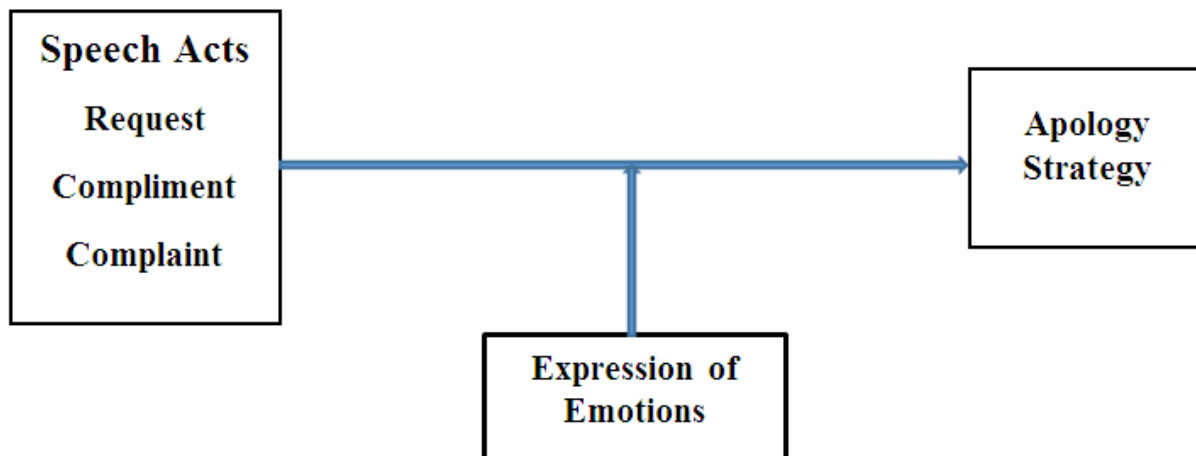 Speech Acts
Request
Compliment
Complaint
Apology
Strategy
Expression of
Emotions